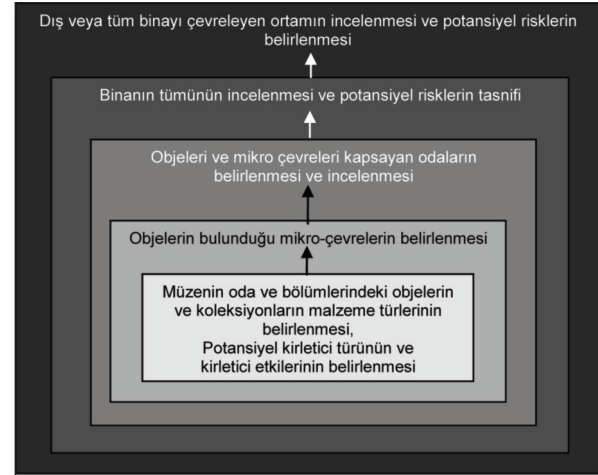 Dış veya tüm binayı çevreleyen ortamın incelenmesi ve potansiyel risklerin
belirlenmesi
Binanın tümünün incelenmesi ve potansiyel risklerin tasnifi
Objeleri ve mikro çevreleri kapsayan odaların
belirlenmesi ve incelenmesi
Objelerin bulunduğu mikro-çevrelerin belirlenmesi
Müzenin oda ve bölümlerindeki objelerin
ve koleksiyonların malzeme türlerinin
belirlenmesi,
Potansiyel kirletici türünün ve
kirletici etkilerinin belirlenmesi